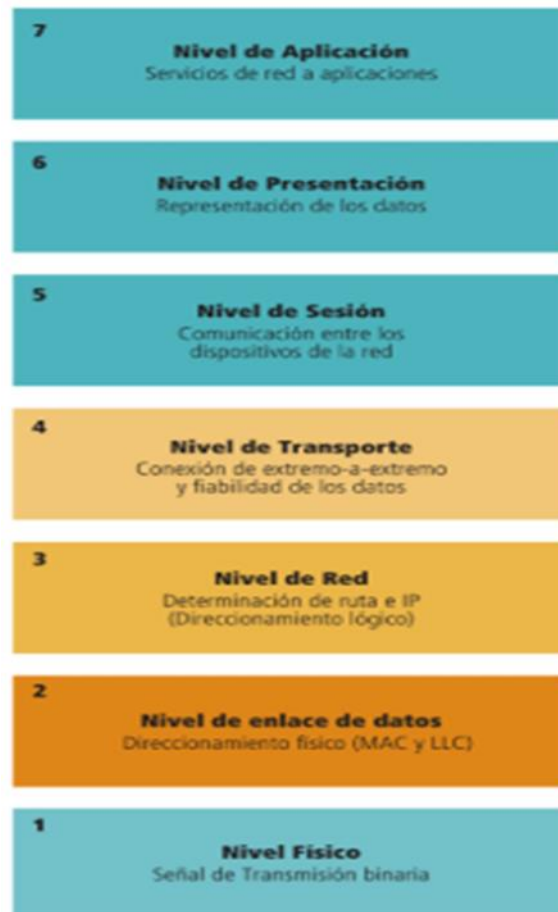 7
Nivel de Aplicación
Servicios de red a aplicaciones
6
Nivel de Presentación
Representación de los datos
5
Nivel de Sesión
Comunicación entre los
dispositivos de la red
4
Nivel de Transporte
Conexión de extremo-a-extremo
y fiabilidad de los datos
3
Nivel de Red
Determinación de ruta e IP
(Direccionamiento lógico)
2
Nivel de enlace de datos
Direccionamiento físico (MAC y LLC)
1
Nivel Físico
Señal de Transmisión binaria